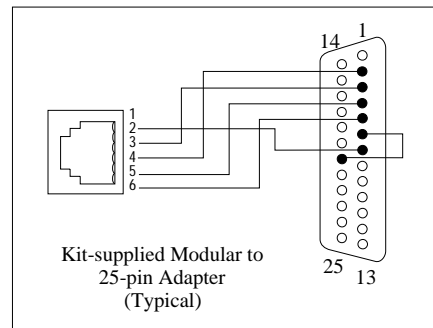 14 1
1
2
3
4
5
6
25 13
Kit-supplied Modular to
25-pin Adapter
(Typical)